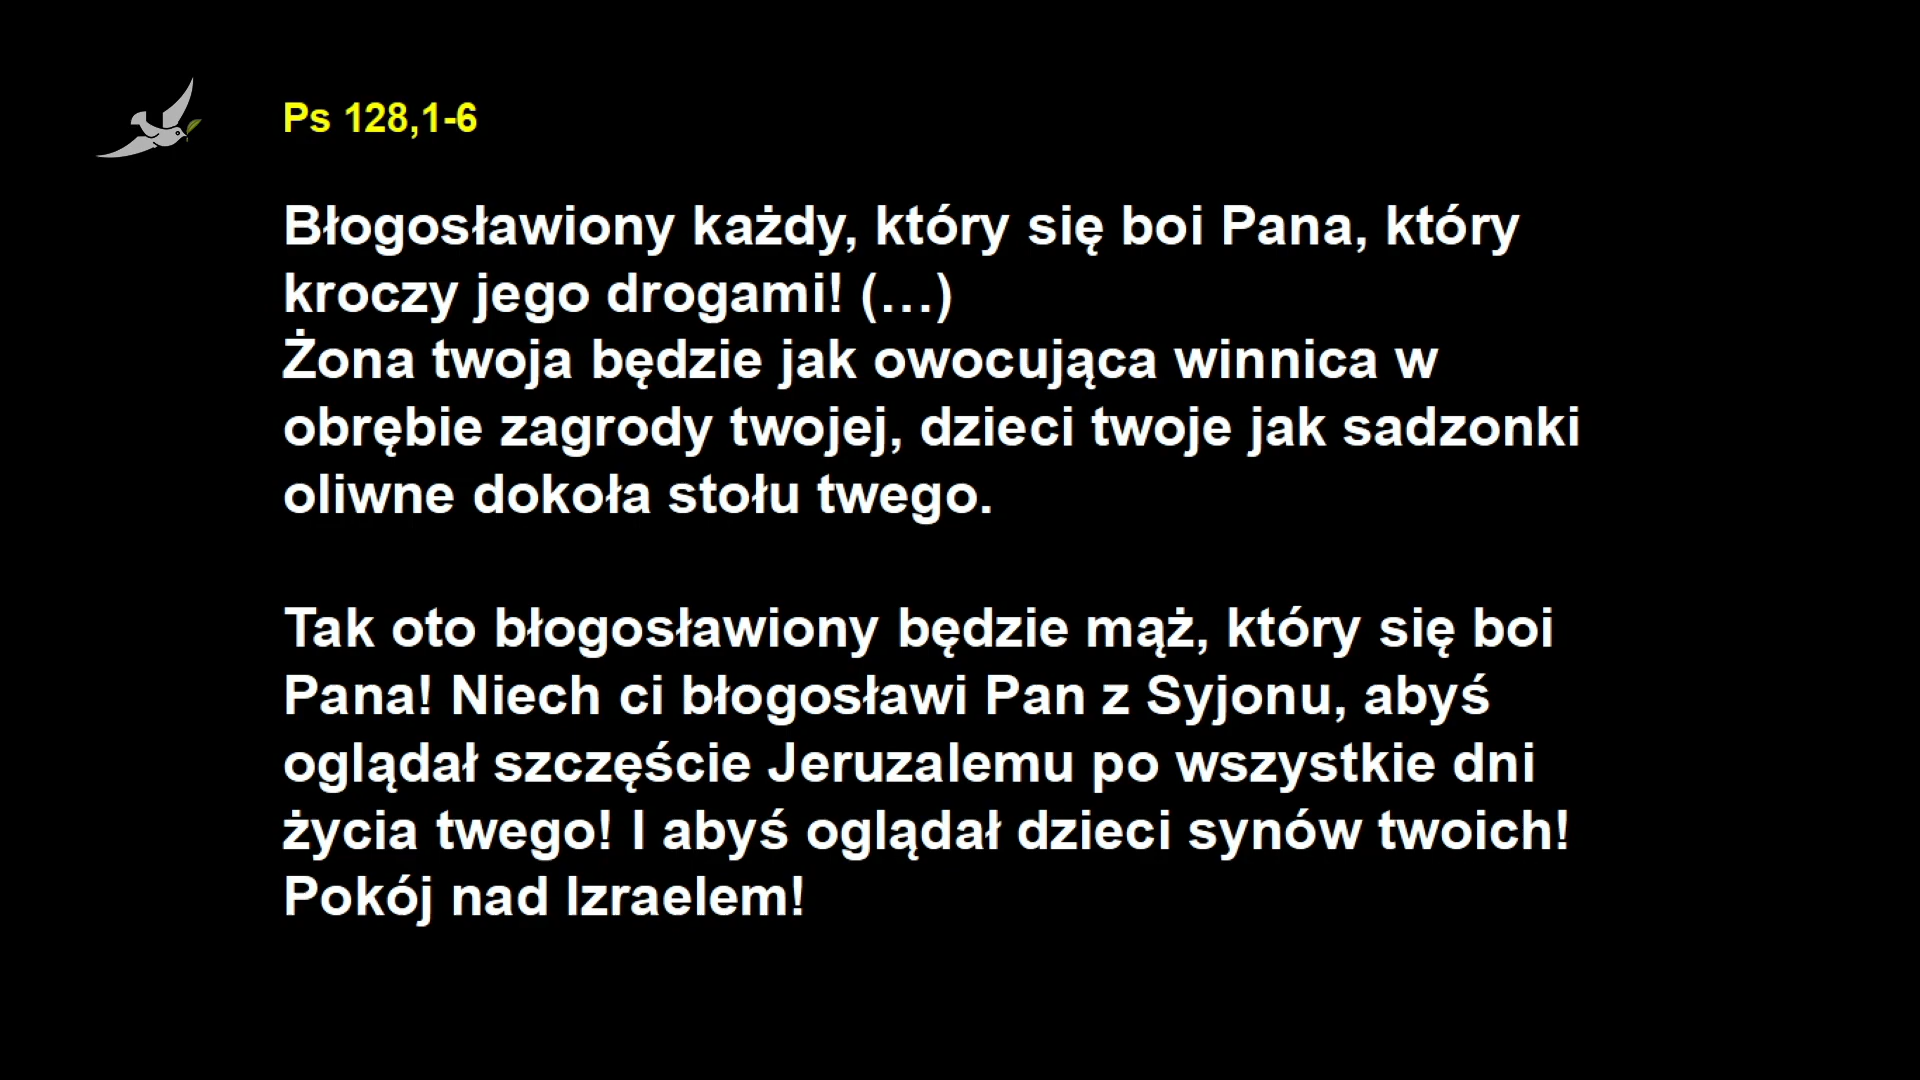 Ps 128,1-6
Błogosławiony każdy, który się boi Pana, który
kroczy jego drogami! (…)
Żona twoja będzie jak owocująca winnica w
obrębie zagrody twojej, dzieci twoje jak sadzonki
oliwne dokoła stołu twego.
Tak oto błogosławiony będzie mąż, który się boi
Pana! Niech ci błogosławi Pan z Syjonu, abyś
oglądał szczęście Jeruzalemu po wszystkie dni
życia twego! I abyś oglądał dzieci synów twoich!
Pokój nad Izraelem!